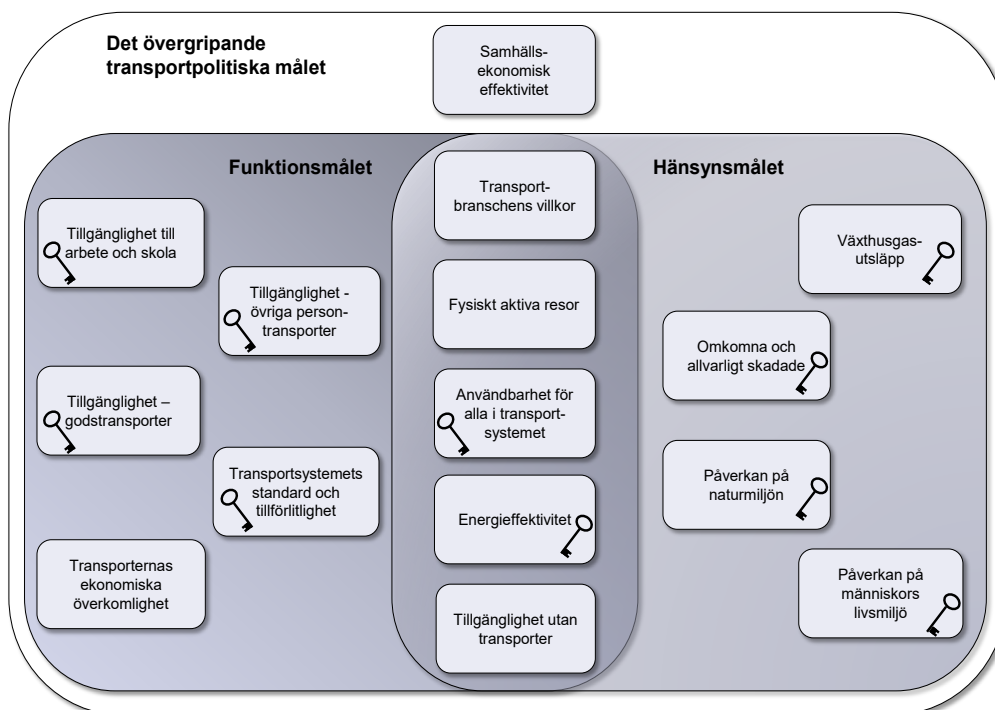 Det övergripande
transportpolitiska målet
Samhälls-
ekonomisk
effektivitet
Funktionsmålet
Hänsynsmålet
Tillgänglighet till
arbete och skola
Tillgänglighet -
övriga person-
transporter
Tillgänglighet –
godstransporter
Transportsystemets
standard och
tillförlitlighet
Transporternas
ekonomiska
överkomlighet
Transport-
branschens villkor
Fysiskt aktiva resor
Användbarhet för
alla i transport-
systemet
Energieffektivitet
Tillgänglighet utan
transporter
Växthusgas-
utsläpp
Omkomna och
allvarligt skadade
Påverkan på
naturmiljön
Påverkan på
människors
livsmiljö